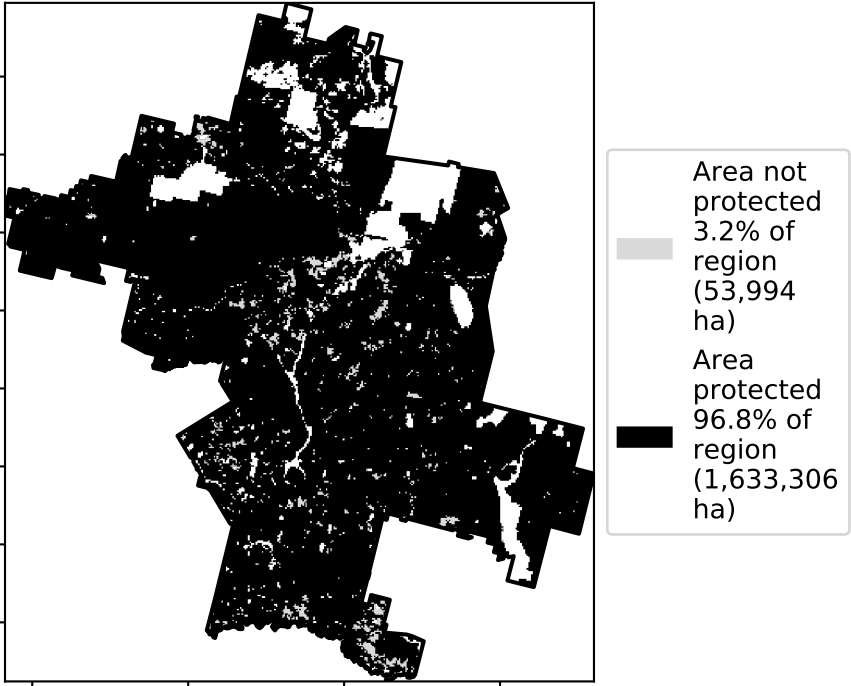 Area not
protected
3.2% of
region
(53,994
ha)
Area
protected
96.8% of
region
(1,633,306
ha)